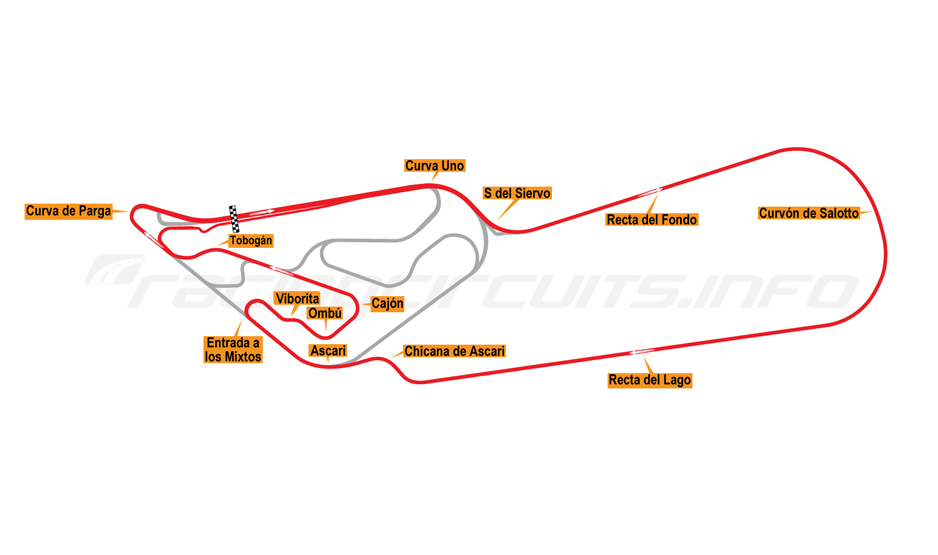 Curva Uno
S del Siervo
Curva de Parga
Recta del Fondo
Curvón de Salotto
Tobogán
racingcircuits.info
Viborita
Cajón
Ombú
Entrada a
los Mixtos
Ascari
Chicana de Ascari
Recta del Lago